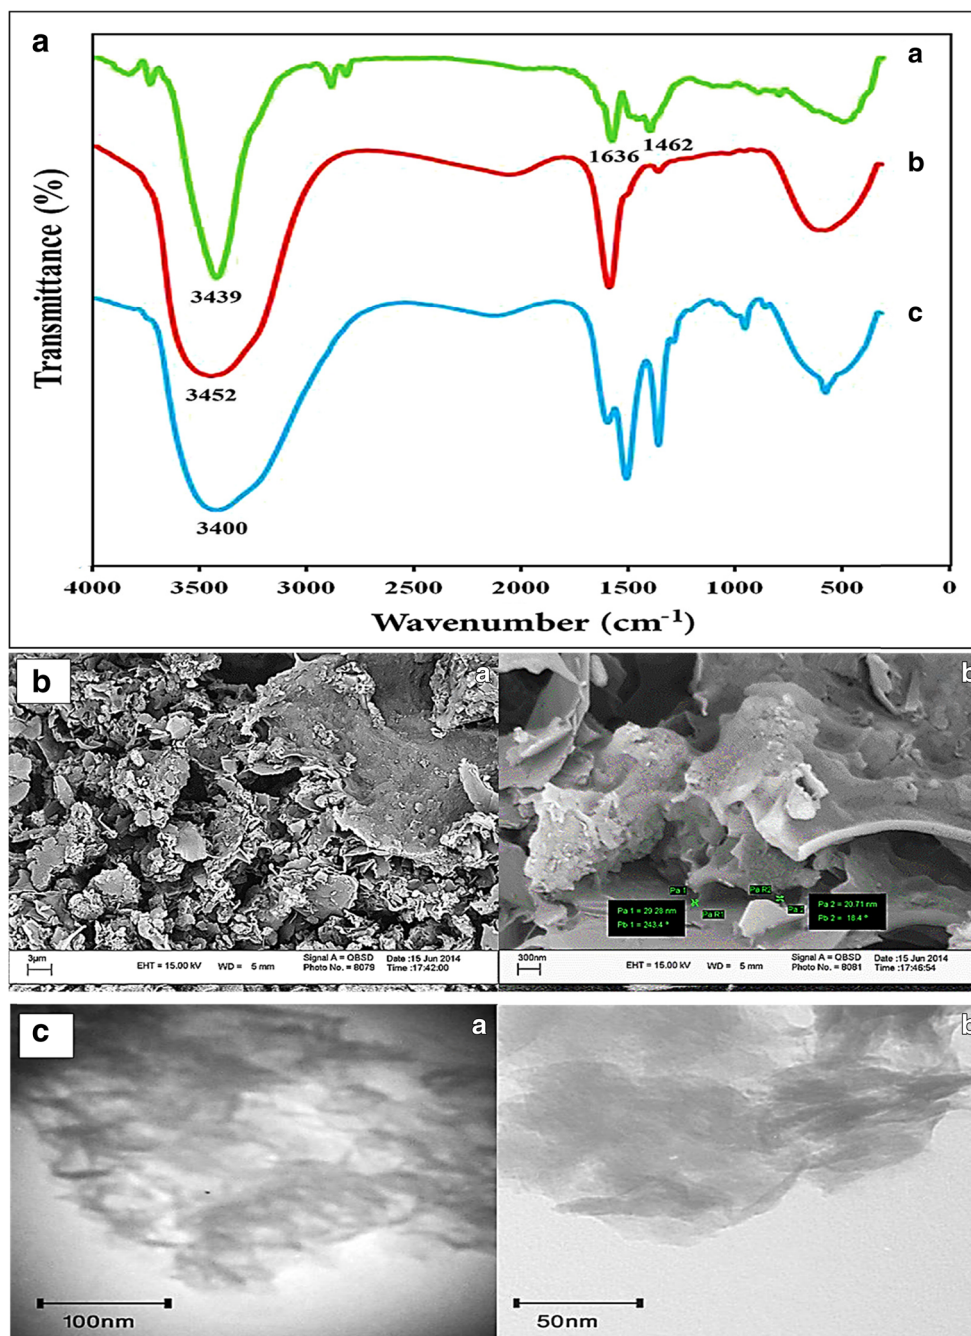 a
a
1636
1462
b
3439
c
3452
3400
Transmittance (%)
4000
3500
3000
2500
2000
1500
1000
500
0
Wavenumber (cm⁻¹)
b
a
b
Pa 1
Pa R2
Pa 1 = 29.28 nm
Pb 1 = 243.4 °
Pa R1
Pa 2
Pa 2 = 20.71 nm
Pb 2 = 18.4 °
3µm
EHT = 15.00 kV
WD = 5 mm
Signal A = QBSD
Photo No. = 8079
Date :15 Jun 2014
Time :17:42:00
300nm
EHT = 15.00 kV
WD = 5 mm
Signal A = QBSD
Photo No. = 8081
Date :15 Jun 2014
Time :17:46:54
c
a
b
100nm
50nm